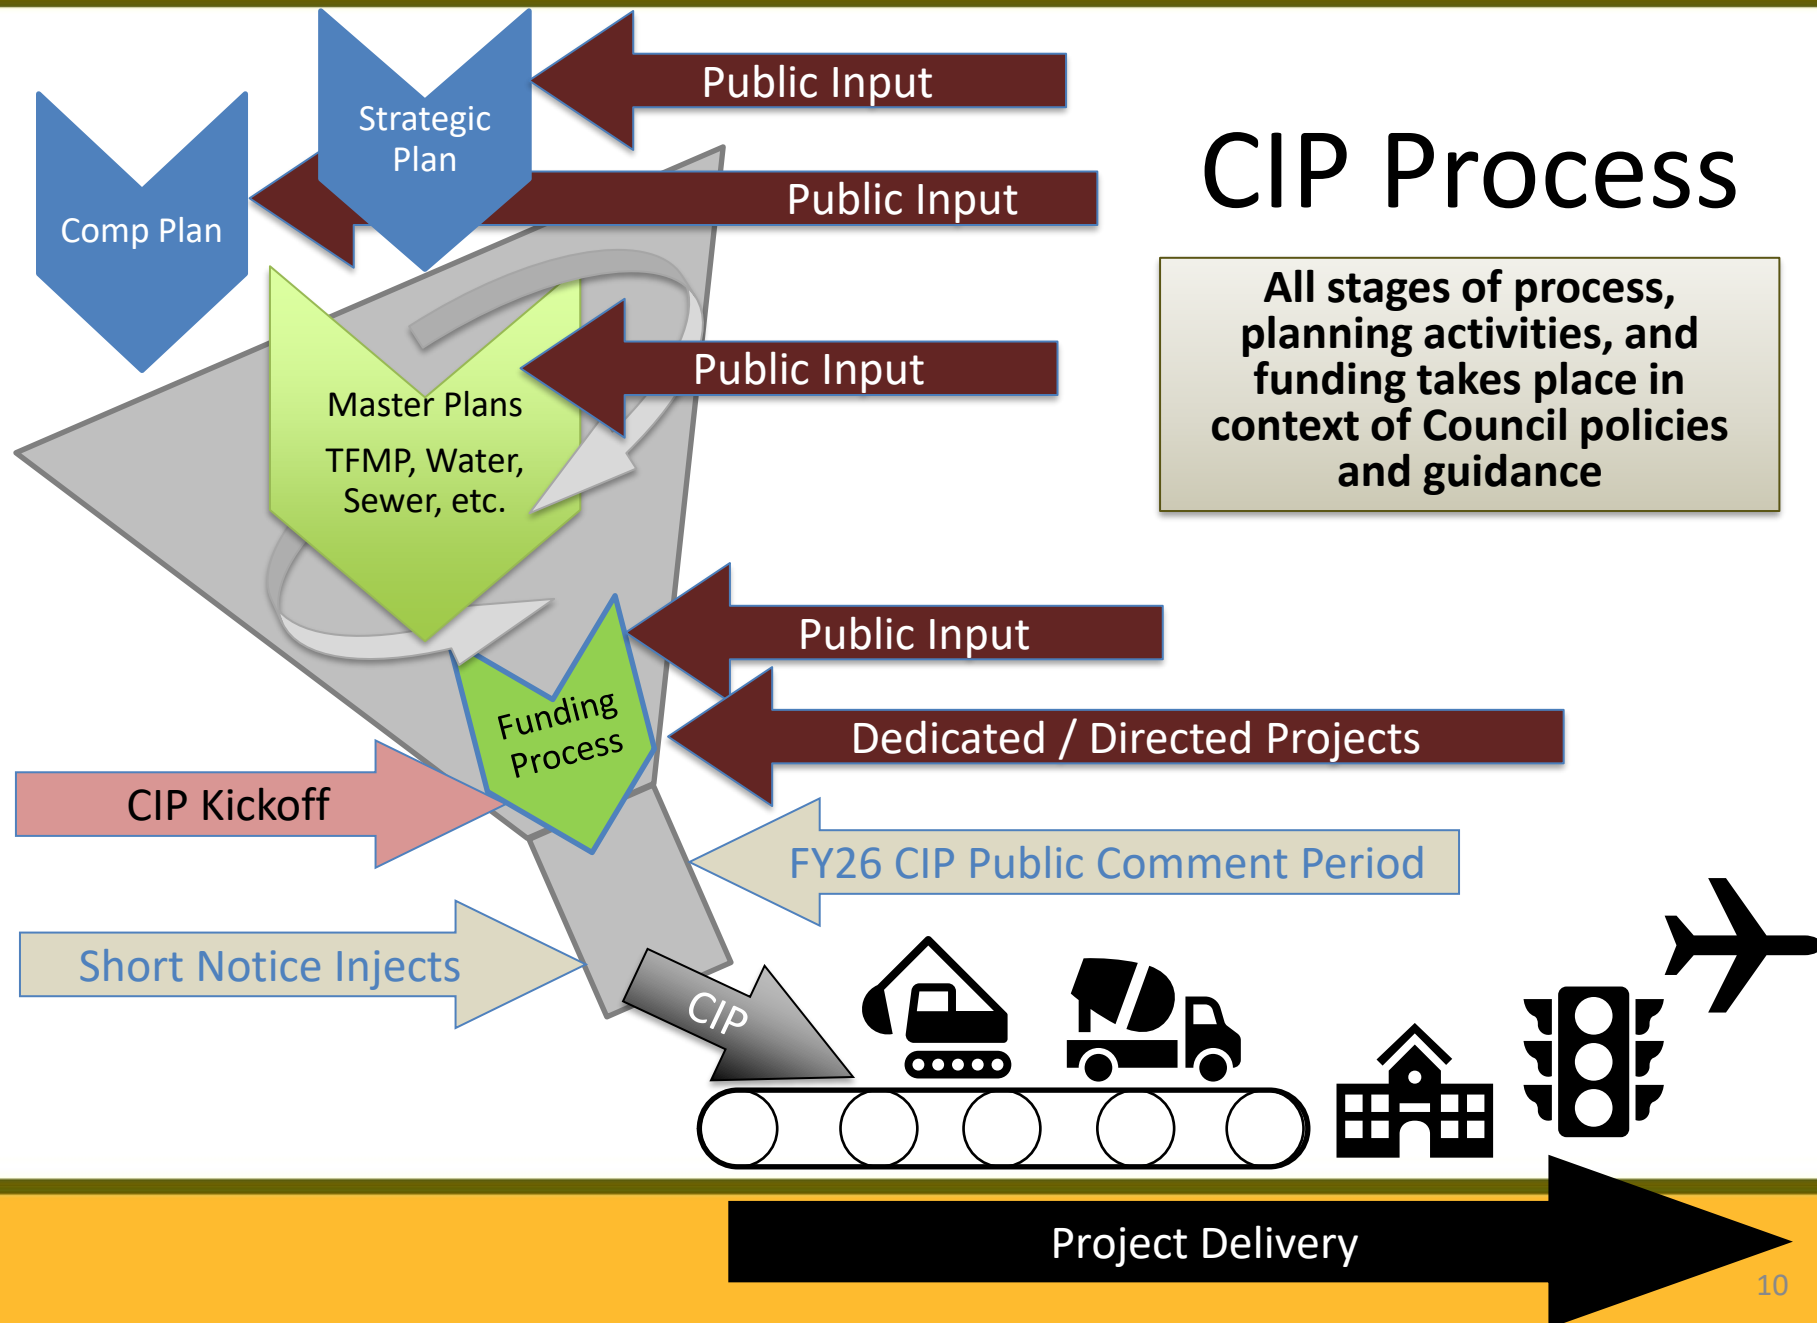 CIP Process
Public Input
Strategic
Plan
Public Input
Comp Plan
All stages of process,
planning activities, and
funding takes place in
context of Council policies
and guidance
Public Input
Master Plans
TFMP, Water,
Sewer, etc.
Public Input
Funding
Process
Dedicated / Directed Projects
CIP Kickoff
FY26 CIP Public Comment Period
Short Notice Injects
CIP
Project Delivery
10